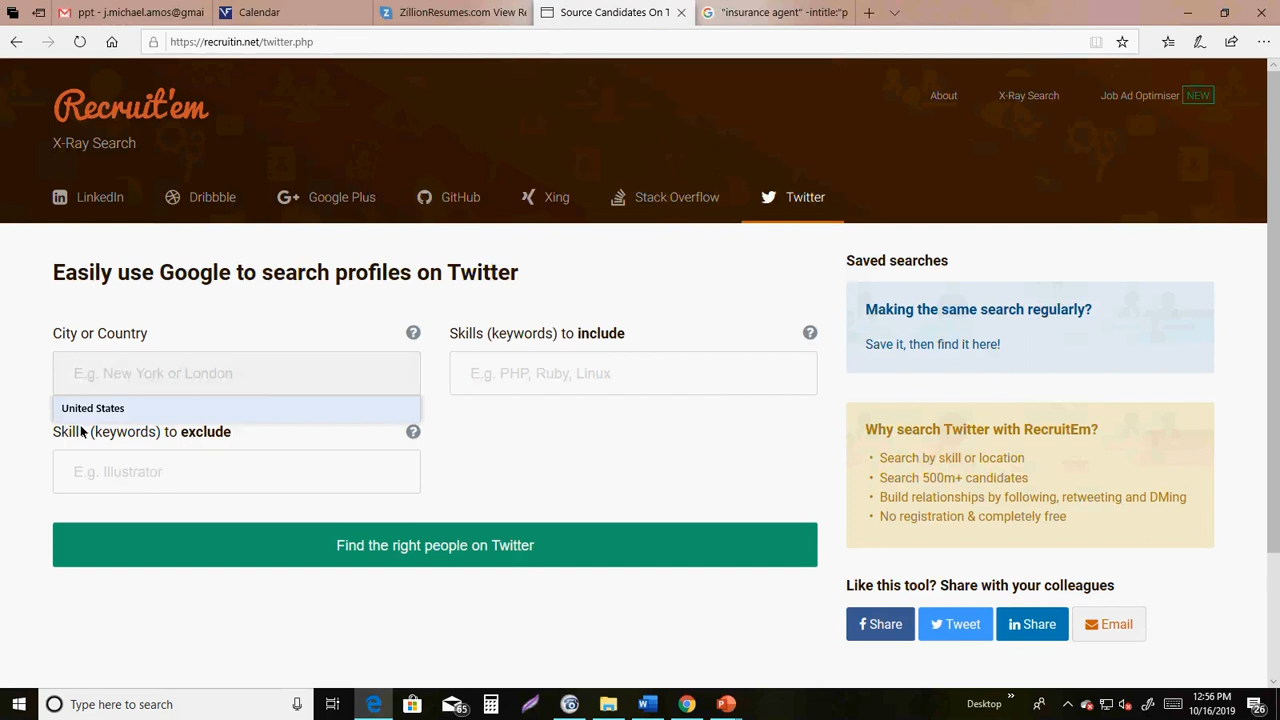 ppt - j.michael.amos@gmai
Calendar
ZillionResumes.com View Re
Source Candidates On T
"insurance agent" -intitle:"p
https://recruitin.net/twitter.php
Recruit'em
X-Ray Search
About
X-Ray Search
Job Ad Optimiser NEW
LinkedIn
Dribbble
Google Plus
GitHub
Xing
Stack Overflow
Twitter
Easily use Google to search profiles on Twitter
City or Country
E.g. New York or London
United States
Skills (keywords) to include
E.g. PHP, Ruby, Linux
Skill (keywords) to exclude
E.g. Illustrator
Find the right people on Twitter
Saved searches
Making the same search regularly?
Save it, then find it here!
Why search Twitter with RecruitEm?
• Search by skill or location
• Search 500m+ candidates
• Build relationships by following, retweeting and DMing
• No registration & completely free
Like this tool? Share with your colleagues
Share
Tweet
Share
Email
Type here to search
65
Desktop
12:56 PM
10/16/2019
26